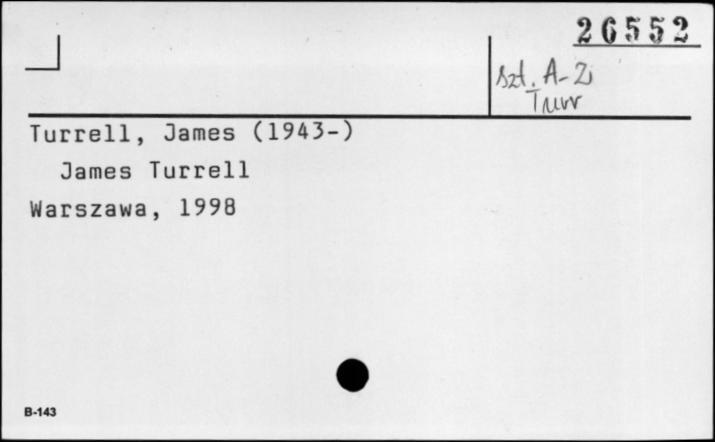 26552
szt. A-Z
Turr
Turrell, James (1943-)
James Turrell
Warszawa, 1998
B-143